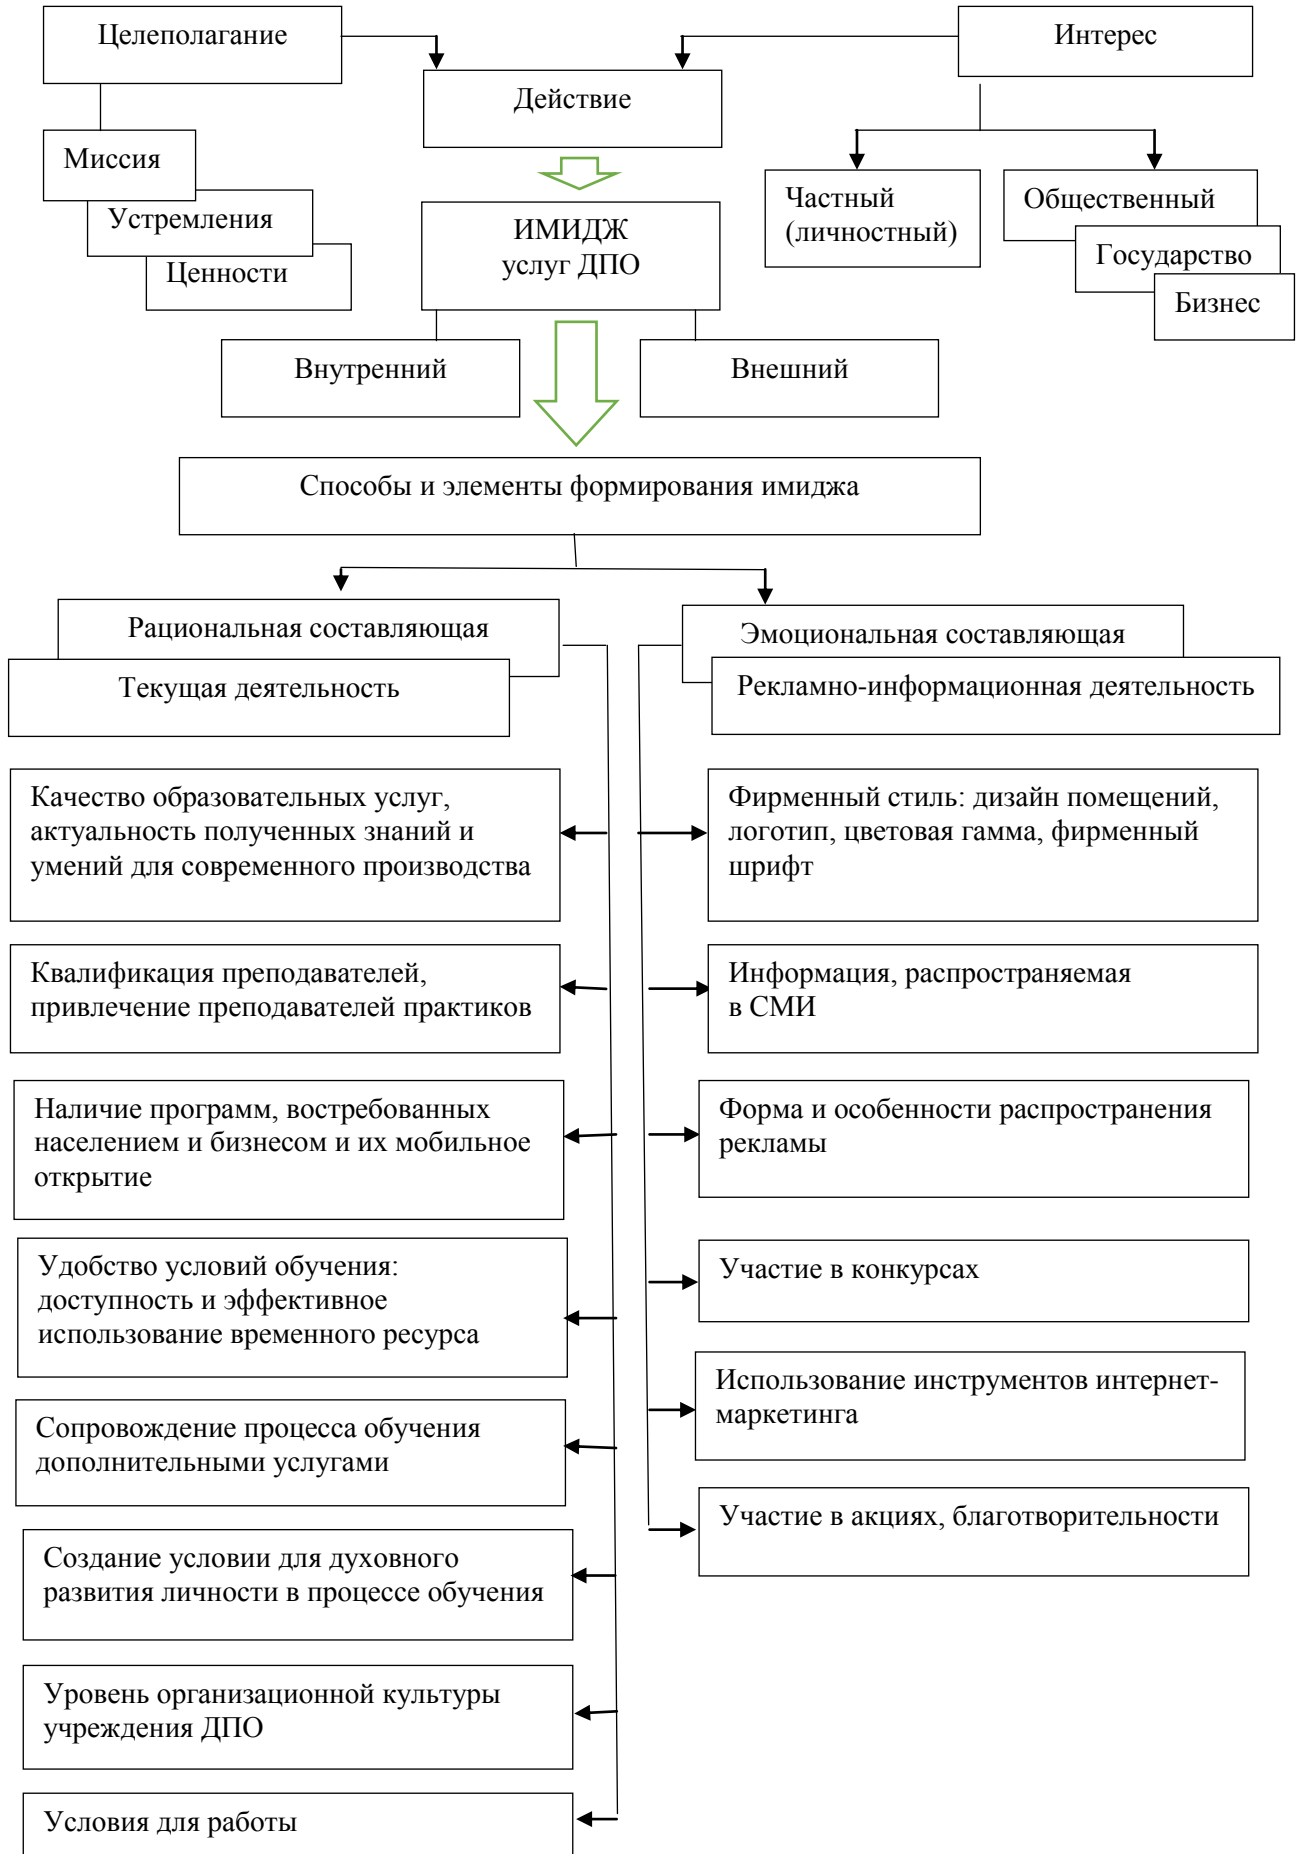 Целеполагание
Интерес
Действие
Миссия
Устремления
Ценности
ИМИДЖ
услуг ДПО
Частный
(личностный)
Общественный
Государство
Бизнес
Внутренний
Внешний
Способы и элементы формирования имиджа
Рациональная составляющая
Текущая деятельность
Эмоциональная составляющая
Рекламно-информационная деятельность
Качество образовательных услуг,
актуальность полученных знаний и
умений для современного производства
Квалификация преподавателей,
привлечение преподавателей практиков
Наличие программ, востребованных
населением и бизнесом и их мобильное
открытие
Удобство условий обучения:
доступность и эффективное
использование временного ресурса
Сопровождение процесса обучения
дополнительными услугами
Создание условии для духовного
развития личности в процессе обучения
Уровень организационной культуры
учреждения ДПО
Условия для работы
Фирменный стиль: дизайн помещений,
логотип, цветовая гамма, фирменный
шрифт
Информация, распространяемая
в СМИ
Форма и особенности распространения
рекламы
Участие в конкурсах
Использование инструментов интернет-
маркетинга
Участие в акциях, благотворительности